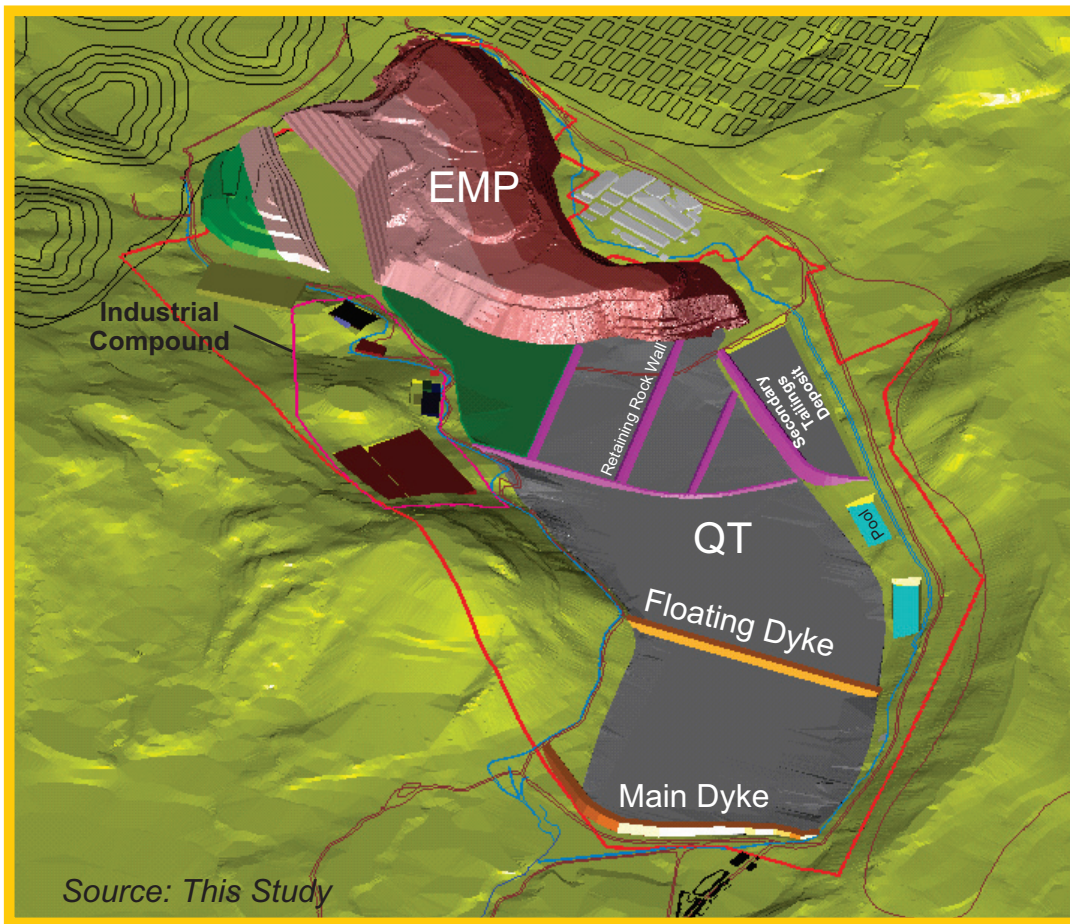 EMP
Industrial
Compound
Retaining Rock Wall
Secondary
Tailings
Deposit
Pool
QT
Floating Dyke
Main Dyke
Source: This Study